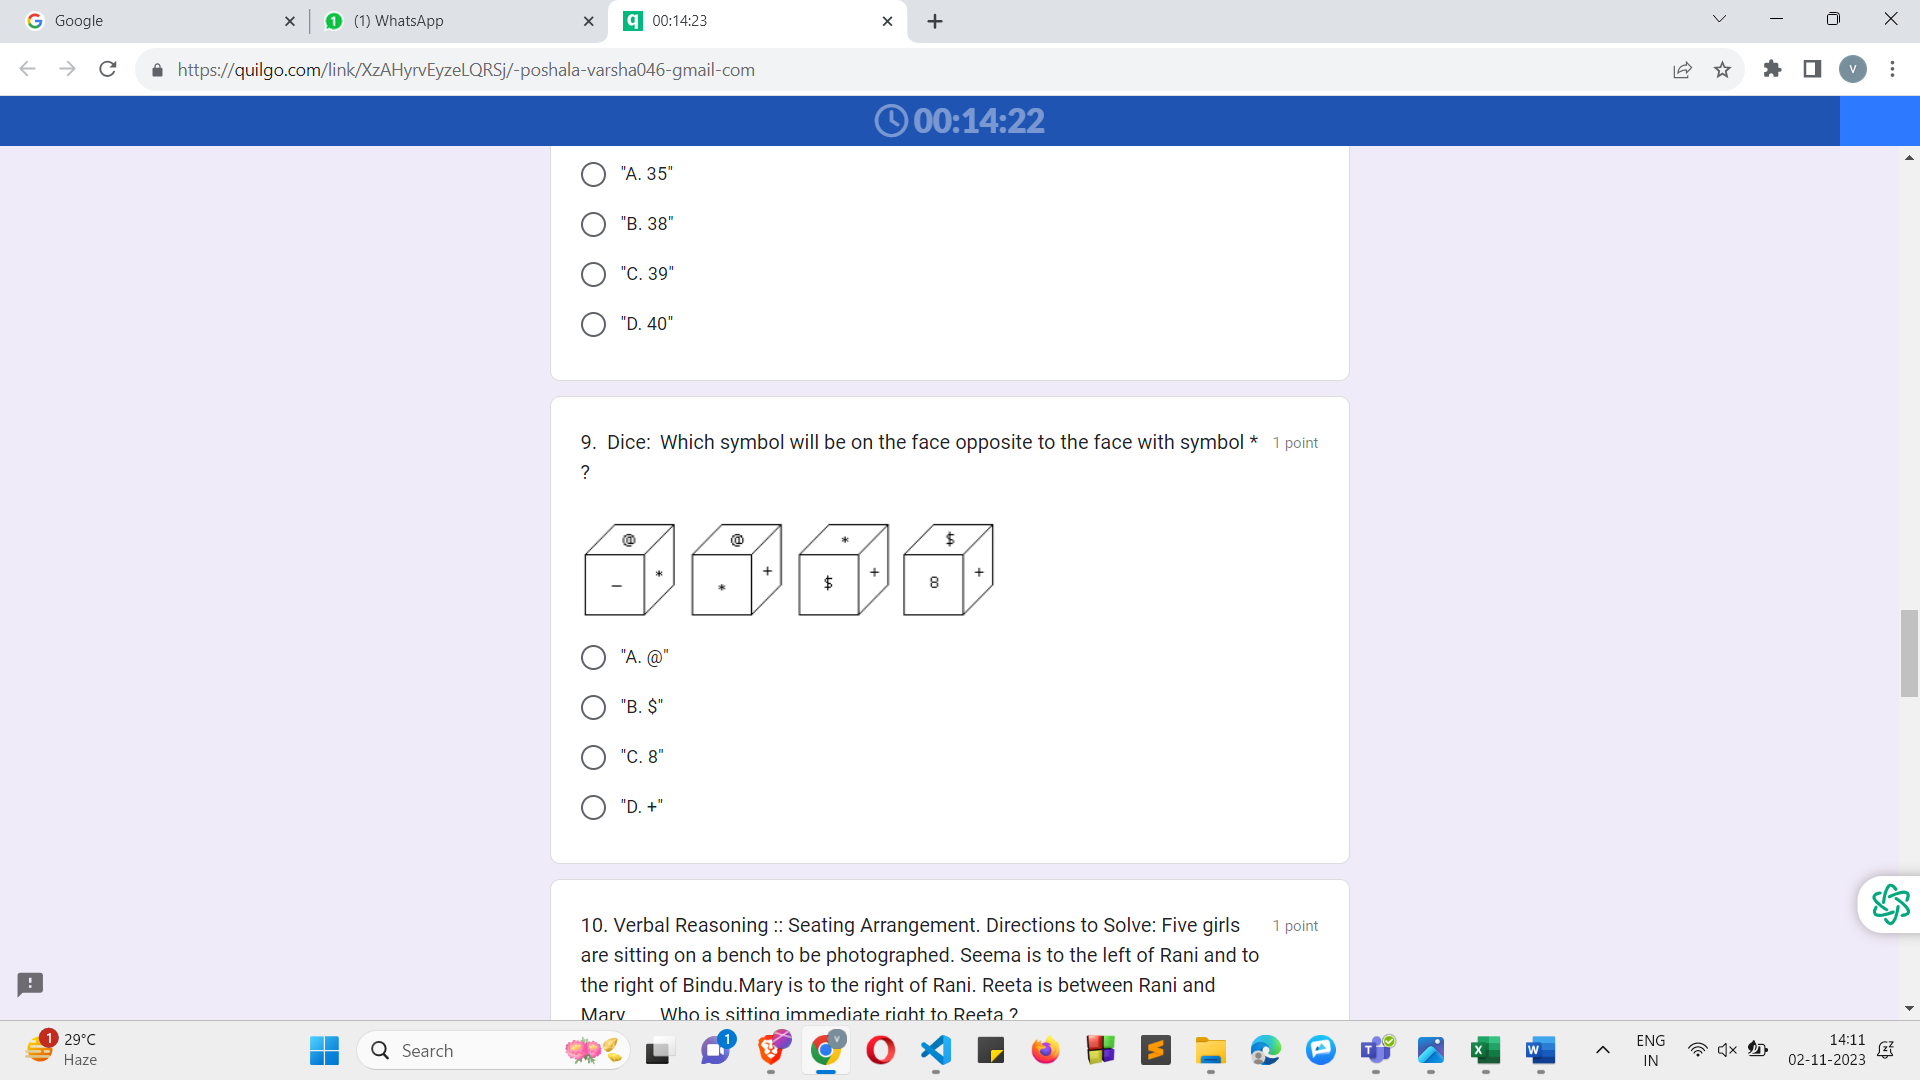 Google
1
(1) WhatsApp
q
00:14:23
https://quilgo.com/link/XzAHyrvEyzeLQRSj/-poshala-varsha046-gmail-com
V
00:14:22
"A. 35"
"B. 38"
"C. 39"
"D. 40"
9.  Dice:  Which symbol will be on the face opposite to the face with symbol *
?
1 point
@ @ * $
– * * + $ + 8 +
"A. @"
"B. $"
"C. 8"
"D. +"
10. Verbal Reasoning :: Seating Arrangement. Directions to Solve: Five girls
are sitting on a bench to be photographed. Seema is to the left of Rani and to
the right of Bindu.Mary is to the right of Rani. Reeta is between Rani and
Mary      Who is sitting immediate right to Reeta ?
1 point
1
29°C
Haze
Search
1
V
ENG
IN
14:11
02-11-2023